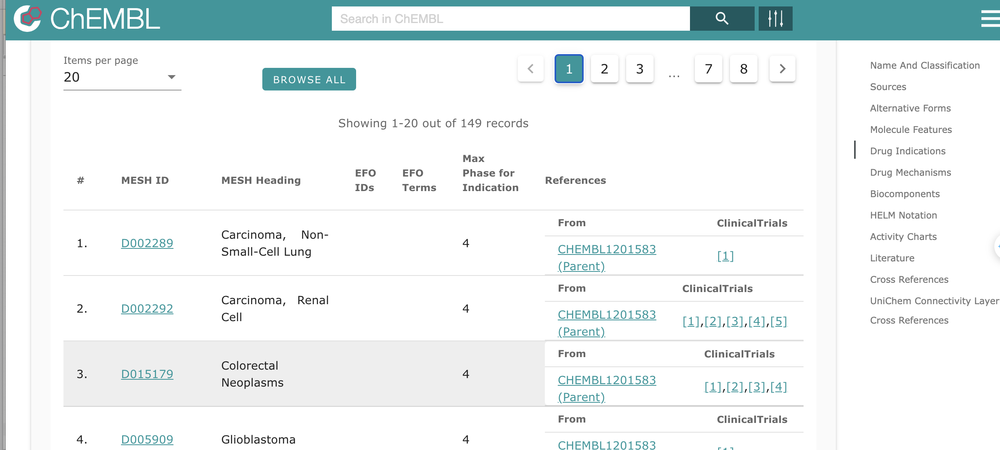 ChEMBL
Search in ChEMBL
Items per page
20
BROWSE ALL
1 2 3 ... 7 8
Showing 1-20 out of 149 records
# MESH ID MESH Heading EFO IDs EFO Terms Max Phase for Indication References
From ClinicalTrials
1. D002289 Carcinoma, Non-
Small-Cell Lung
4
CHEMBL1201583
(Parent)
[1]
From ClinicalTrials
2. D002292 Carcinoma, Renal
Cell
4
CHEMBL1201583
(Parent)
[1],[2],[3],[4],[5]
From ClinicalTrials
3. D015179 Colorectal
Neoplasms
4
CHEMBL1201583
(Parent)
[1],[2],[3],[4]
From ClinicalTrials
4. D005909 Glioblastoma 4
CHEMBL1201583
[1]
Name And Classification
Sources
Alternative Forms
Molecule Features
Drug Indications
Drug Mechanisms
Biocomponents
HELM Notation
Activity Charts
Literature
Cross References
UniChem Connectivity Layer
Cross References